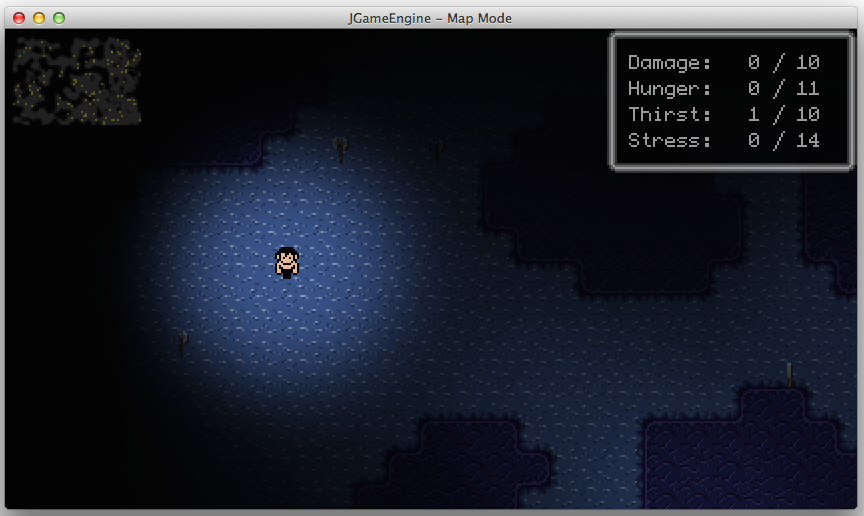 JGameEngine – Map Mode
Damage: 0 / 10
Hunger: 0 / 11
Thirst: 1 / 10
Stress: 0 / 14